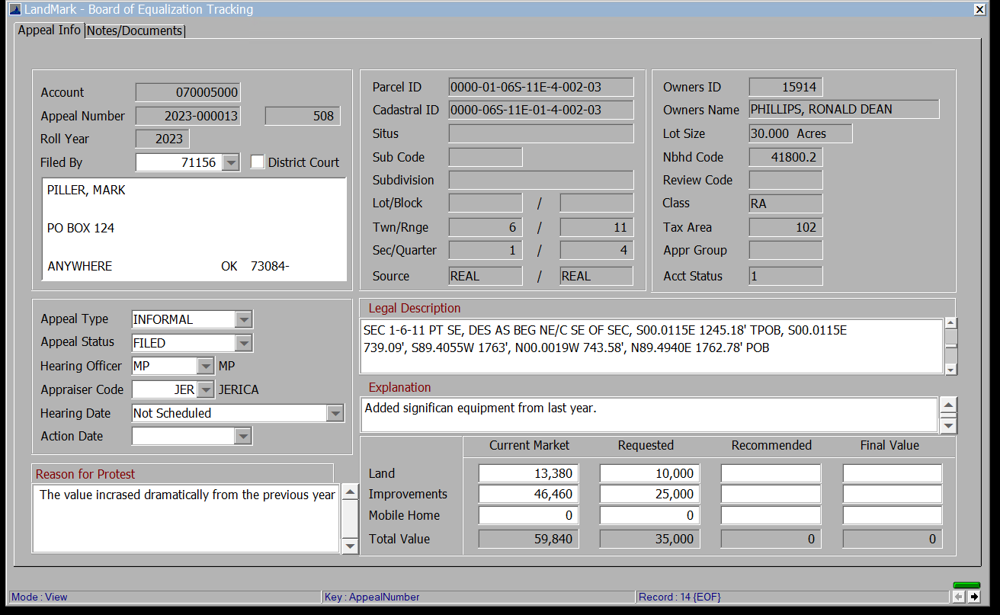 LandMark - Board of Equalization Tracking
Appeal Info Notes/Documents
Account 070005000
Appeal Number 2023-000013 508
Roll Year 2023
Filed By 71156 District Court
PILLER, MARK
PO BOX 124
ANYWHERE OK 73084-
Parcel ID 0000-01-06S-11E-4-002-03
Cadastral ID 0000-06S-11E-01-4-002-03
Situs
Sub Code
Subdivision
Lot/Block /
Twn/Rnge 6 / 11
Sec/Quarter 1 / 4
Source REAL / REAL
Owners ID 15914
Owners Name PHILLIPS, RONALD DEAN
Lot Size 30.000 Acres
Nbhd Code 41800.2
Review Code
Class RA
Tax Area 102
Appr Group
Acct Status 1
Appeal Type INFORMAL
Appeal Status FILED
Hearing Officer MP MP
Appraiser Code JER JERICA
Hearing Date Not Scheduled
Action Date
Reason for Protest
The value incrased dramatically from the previous year
Legal Description
SEC 1-6-11 PT SE, DES AS BEG NE/C SE OF SEC, S00.0115E 1245.18' TPOB, S00.0115E
739.09', S89.4055W 1763', N00.0019W 743.58', N89.4940E 1762.78' POB
Explanation
Added significan equipment from last year.
Current Market Requested Recommended Final Value
Land 13,380 10,000
Improvements 46,460 25,000
Mobile Home 0 0
Total Value 59,840 35,000 0 0
Mode : View Key : AppealNumber Record : 14 {EOF}